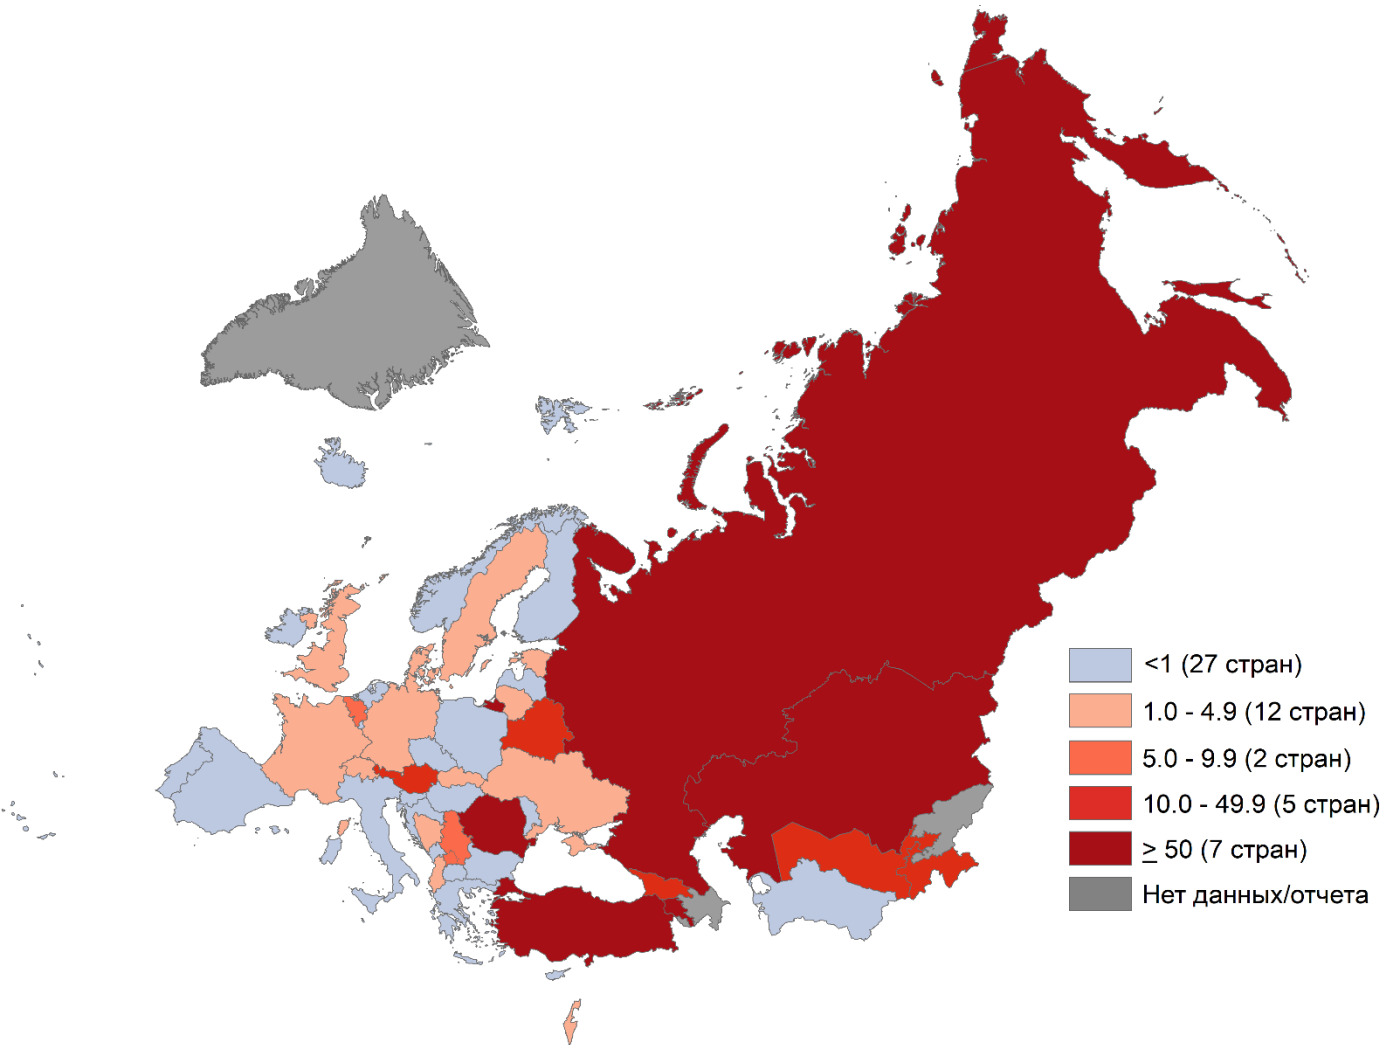 <1 (27 стран)
1.0 - 4.9 (12 стран)
5.0 - 9.9 (2 стран)
10.0 - 49.9 (5 стран)
≥ 50 (7 стран)
Нет данных/отчета